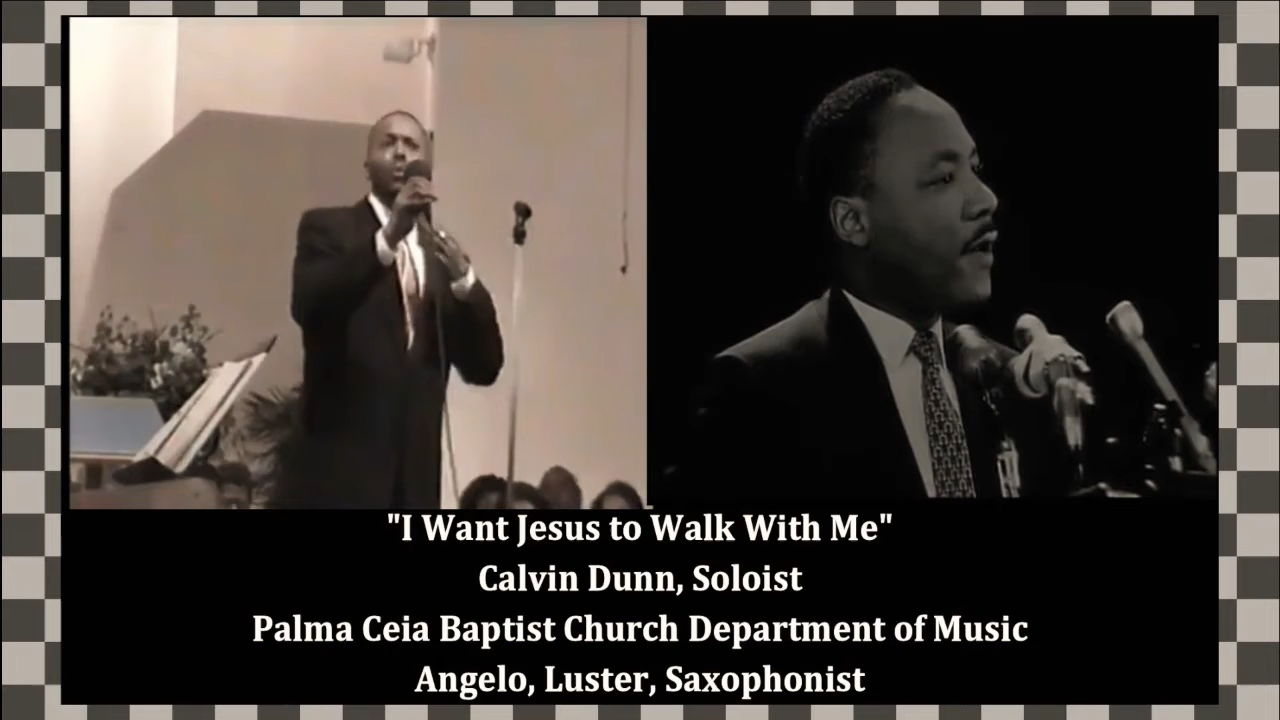 "I Want Jesus to Walk With Me"
Calvin Dunn, Soloist
Palma Ceia Baptist Church Department of Music
Angelo, Luster, Saxophonist